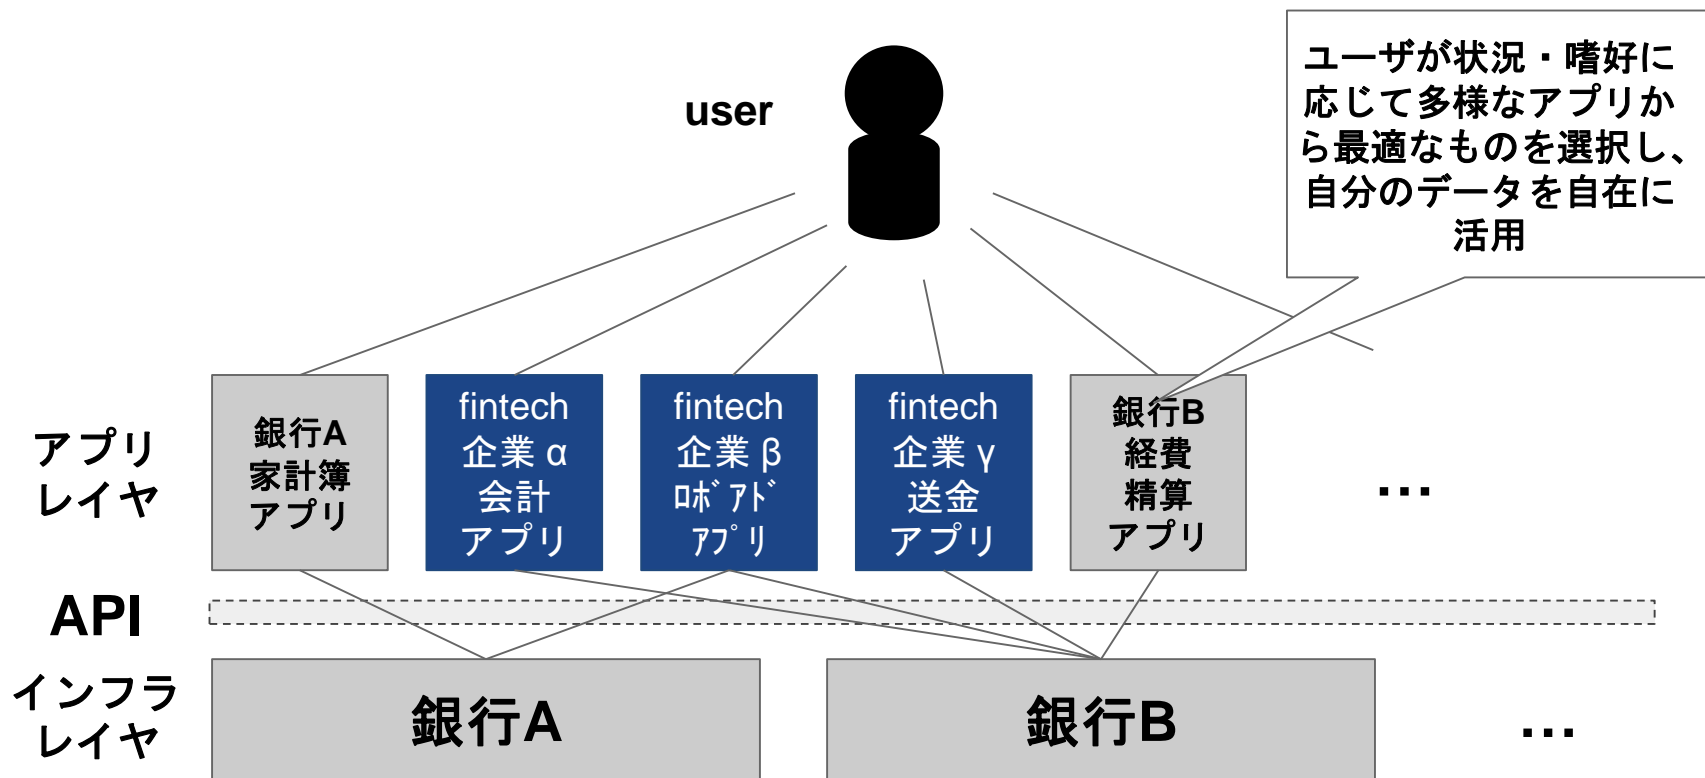 user
ユーザが状況・嗜好に
応じて多様なアプリか
ら最適なものを選択し、
自分のデータを自在に
活用
アプリ
レイヤ
銀行A
家計簿
アプリ
fintech
企業 α
会計
アプリ
fintech
企業 β
ﾛﾎﾞｱﾄﾞ
ｱﾌﾟﾘ
fintech
企業 γ
送金
アプリ
銀行B
経費
精算
アプリ
…
API
インフラ
レイヤ
銀行A
銀行B
…